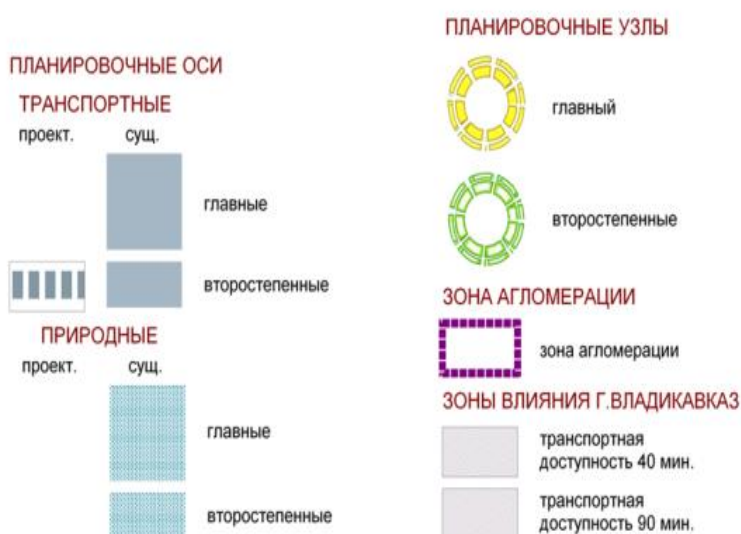 ПЛАНИРОВОЧНЫЕ ОСИ
ТРАНСПОРТНЫЕ
проект. сущ.
главные
второстепенные
ПРИРОДНЫЕ
проект. сущ.
главные
второстепенные
ПЛАНИРОВОЧНЫЕ УЗЛЫ
главный
второстепенные
ЗОНА АГЛОМЕРАЦИИ
зона агломерации
ЗОНЫ ВЛИЯНИЯ Г.ВЛАДИКАВКАЗ
транспортная
доступность 40 мин.
транспортная
доступность 90 мин.